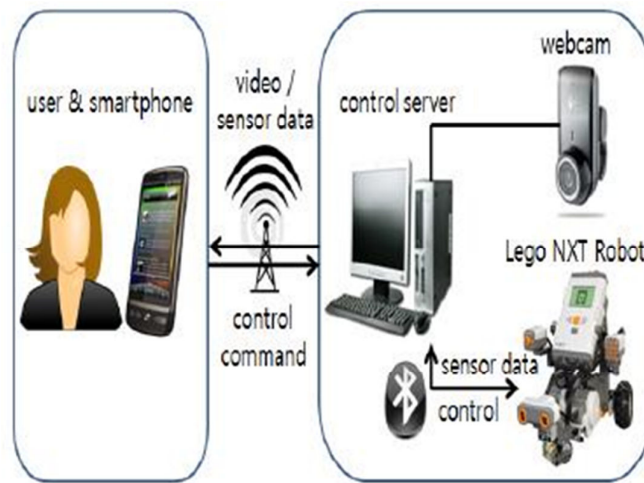 user & smartphone
video /
sensor data
control
command
control server
webcam
Lego NXT Robot
sensor data
control